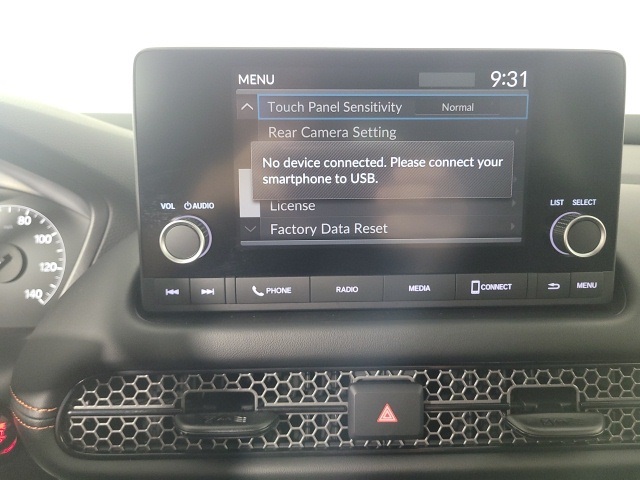 MENU
9:31
Touch Panel Sensitivity Normal
Rear Camera Setting
No device connected. Please connect your
smartphone to USB.
License
Factory Data Reset
VOL AUDIO
LIST SELECT
PHONE
RADIO
MEDIA
CONNECT
MENU
80
100
120
140